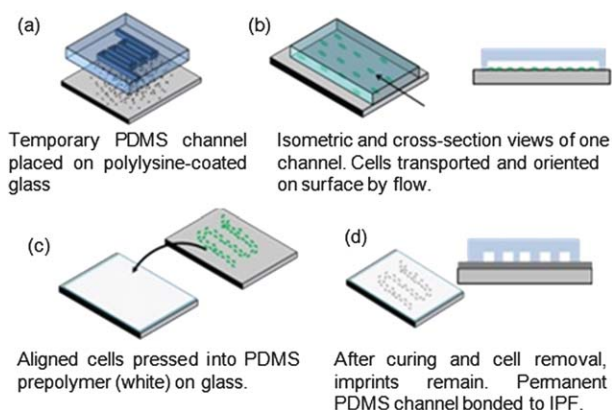 (a)
Temporary PDMS channel
placed on polylysine-coated
glass
(b)
Isometric and cross-section views of one
channel. Cells transported and oriented
on surface by flow.
(c)
Aligned cells pressed into PDMS
prepolymer (white) on glass.
(d)
After curing and cell removal,
imprints remain. Permanent
PDMS channel bonded to IPF.